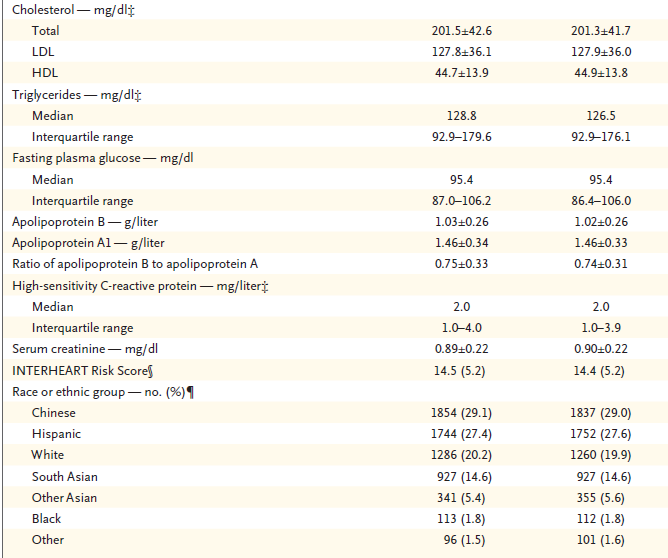 Cholesterol — mg/dl‡
Total 201.5±42.6 201.3±41.7
LDL 127.8±36.1 127.9±36.0
HDL 44.7±13.9 44.9±13.8
Triglycerides — mg/dl‡
Median 128.8 126.5
Interquartile range 92.9–179.6 92.9–176.1
Fasting plasma glucose — mg/dl
Median 95.4 95.4
Interquartile range 87.0–106.2 86.4–106.0
Apolipoprotein B — g/liter 1.03±0.26 1.02±0.26
Apolipoprotein A1 — g/liter 1.46±0.34 1.46±0.33
Ratio of apolipoprotein B to apolipoprotein A 0.75±0.33 0.74±0.31
High-sensitivity C-reactive protein — mg/liter‡
Median 2.0 2.0
Interquartile range 1.0–4.0 1.0–3.9
Serum creatinine — mg/dl 0.89±0.22 0.90±0.22
INTERHEART Risk Score§ 14.5 (5.2) 14.4 (5.2)
Race or ethnic group — no. (%)¶
Chinese 1854 (29.1) 1837 (29.0)
Hispanic 1744 (27.4) 1752 (27.6)
White 1286 (20.2) 1260 (19.9)
South Asian 927 (14.6) 927 (14.6)
Other Asian 341 (5.4) 355 (5.6)
Black 113 (1.8) 112 (1.8)
Other 96 (1.5) 101 (1.6)